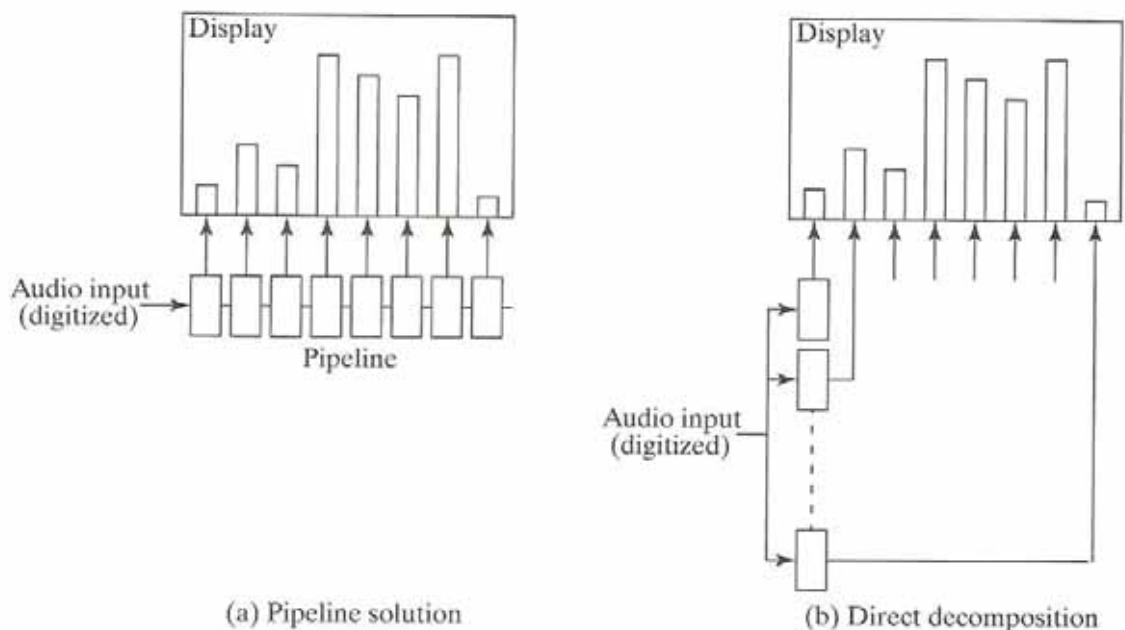 Display
Audio input
(digitized)
Pipeline
(a) Pipeline solution
Display
Audio input
(digitized)
(b) Direct decomposition